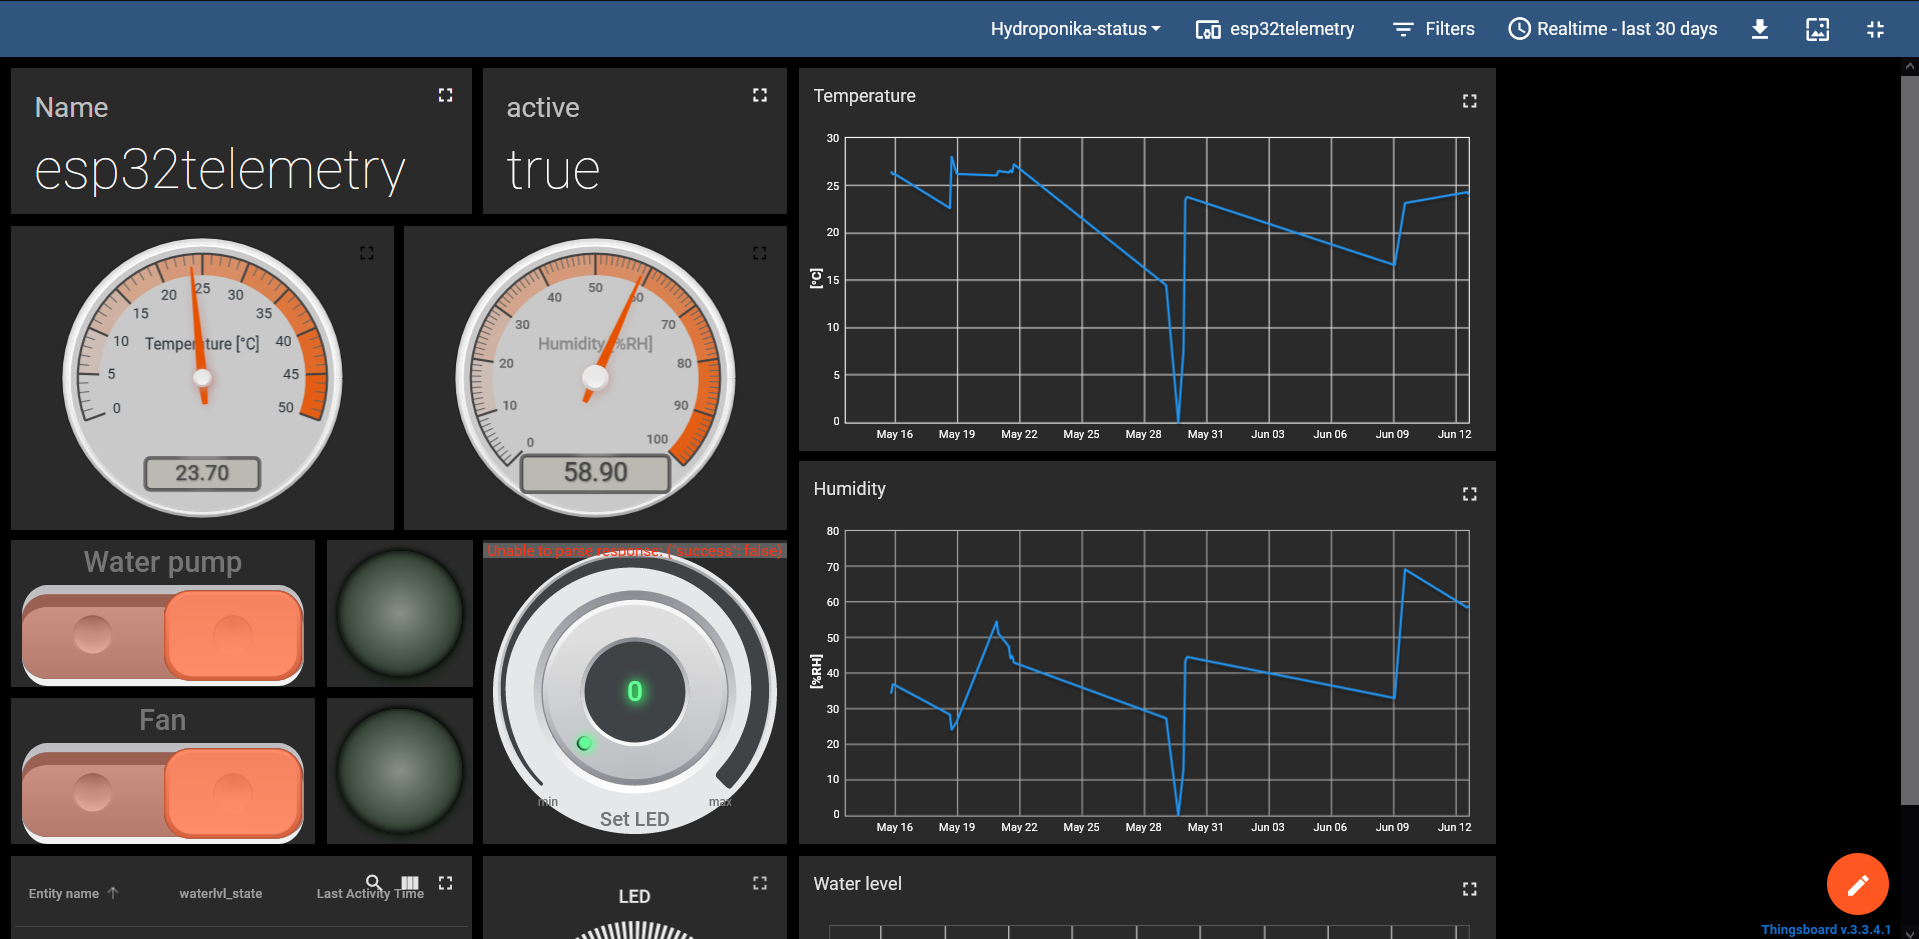 Hydroponika-status
esp32telemetry
Filters
Realtime - last 30 days
Name
esp32telemetry
active
true
Temperature
30
25
20
15
10
5
0
[°C]
May 16 May 19 May 22 May 25 May 28 May 31 Jun 03 Jun 06 Jun 09 Jun 12
0 5 10 15 20 25 30 35 40 45 50
Temperature [°C]
23.70
0 10 20 30 40 50 60 70 80 90 100
Humidity [%RH]
58.90
Humidity
80
70
60
50
40
30
20
10
0
[%RH]
May 16 May 19 May 22 May 25 May 28 May 31 Jun 03 Jun 06 Jun 09 Jun 12
Water pump
Fan
Unable to parse response: {"success": false}
0
min max
Set LED
Entity name waterlvl_state Last Activity Time
LED
Water level
Thingsboard v.3.3.4.1